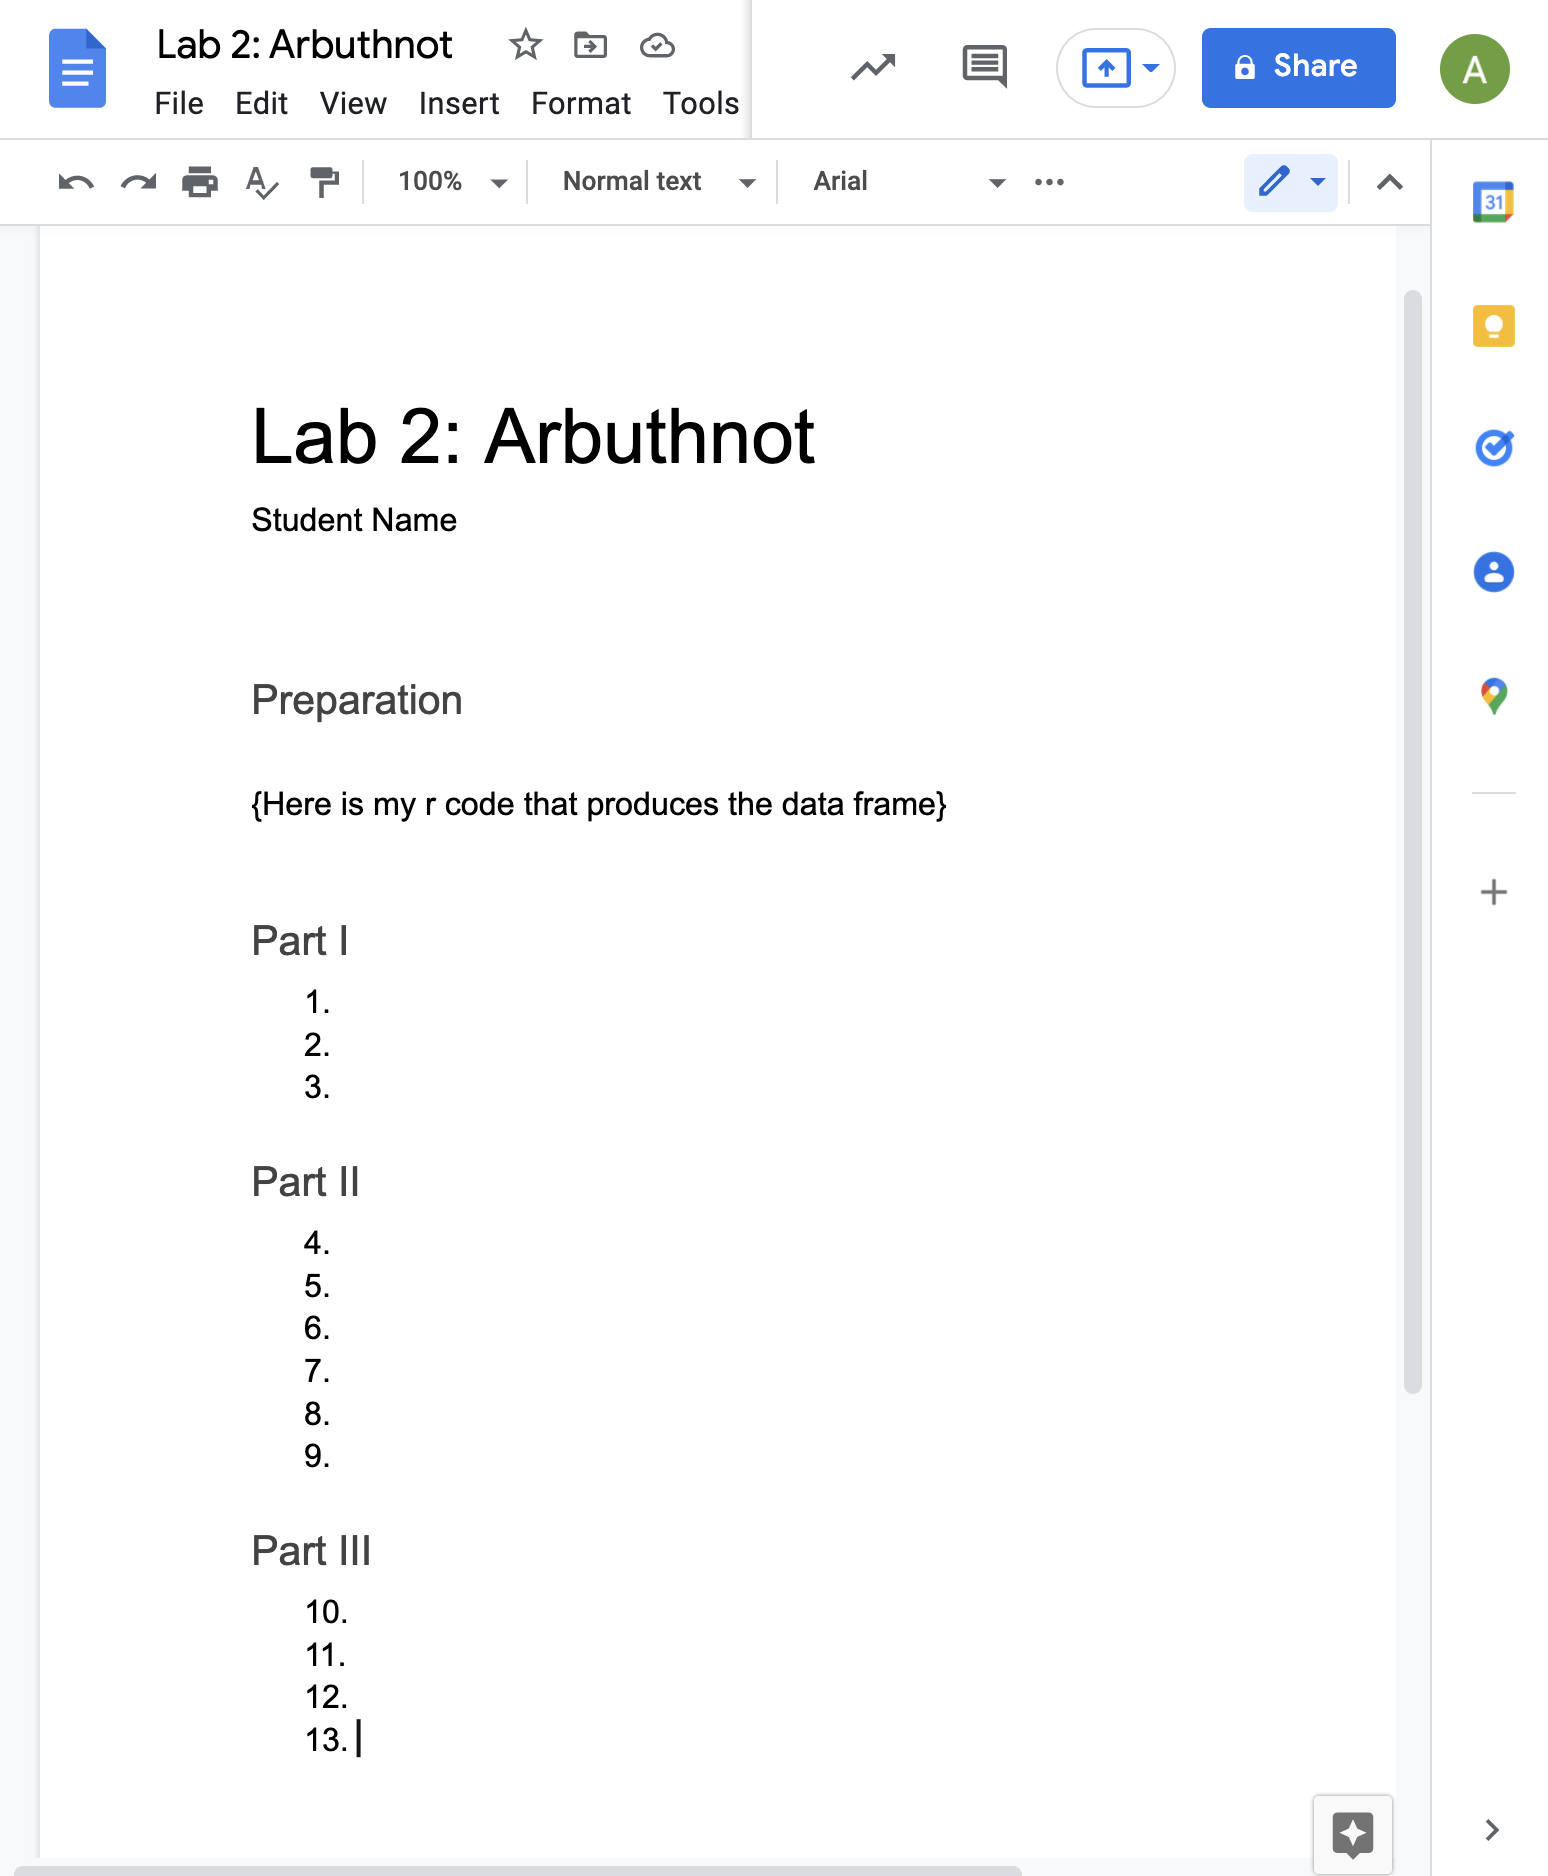 Lab 2: Arbuthnot
File Edit View Insert Format Tools
Share
A
100% Normal text Arial
31
Lab 2: Arbuthnot
Student Name
Preparation
{Here is my r code that produces the data frame}
Part I
1.
2.
3.
Part II
4.
5.
6.
7.
8.
9.
Part III
10.
11.
12.
13.